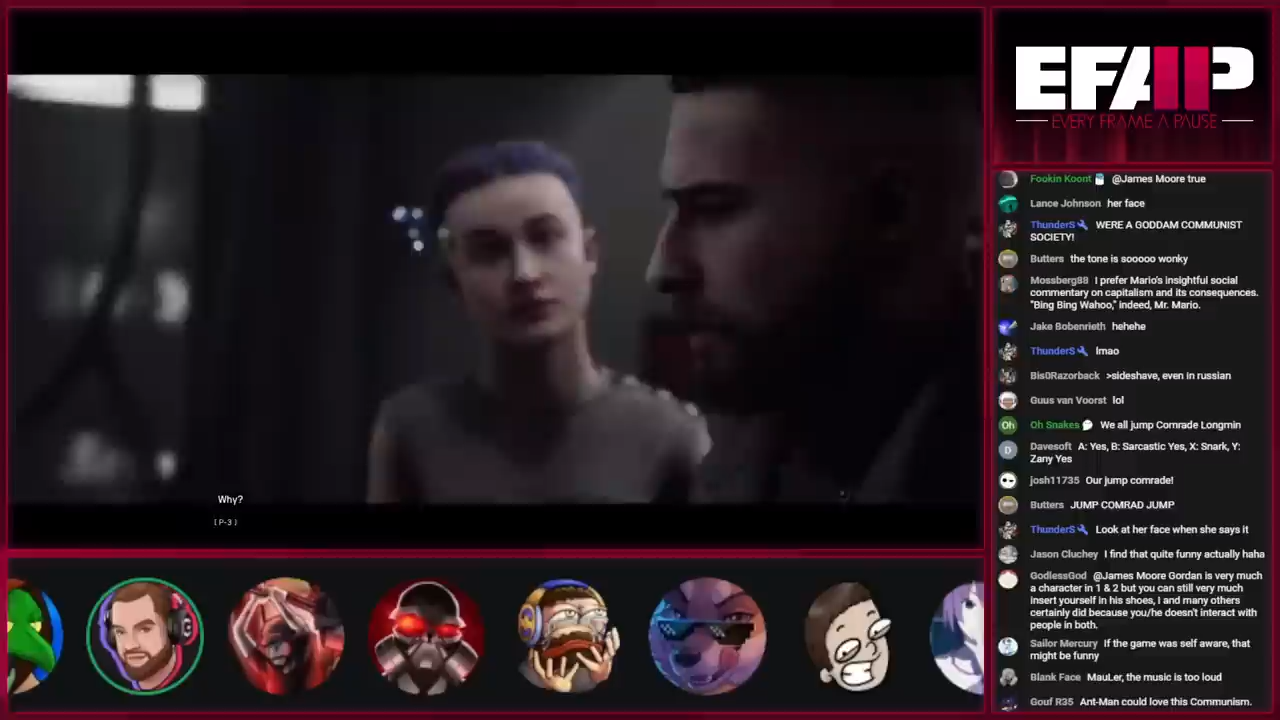 EFAP
EVERY FRAME A PAUSE
Fookin Koont @James Moore true
Lance Johnson her face
ThunderS WERE A GODDAM COMMUNIST
SOCIETY!
Butters the tone is sooooo wonky
Mossberg88 I prefer Mario's insightful social
commentary on capitalism and its consequences.
"Bing Bing Wahoo," indeed, Mr. Mario.
Jake Bobenrieth hehehe
ThunderS lmao
Bis0Razorback >sideshave, even in russian
Guus van Voorst lol
Oh Oh Snakes We all jump Comrade Longmin
D Davesoft A: Yes, B: Sarcastic Yes, X: Snark, Y:
Zany Yes
josh11735 Our jump comrade!
Butters JUMP COMRAD JUMP
ThunderS Look at her face when she says it
Jason Cluchey I find that quite funny actually haha
GodlessGod @James Moore Gordan is very much
a character in 1 & 2 but you can still very much
insert yourself in his shoes, I and many others
certainly did because you/he doesn't interact with
people in both.
Sailor Mercury If the game was self aware, that
might be funny
Blank Face MauLer, the music is too loud
Gouf R35 Ant-Man could love this Communism.
Why?
[ P-3 ]